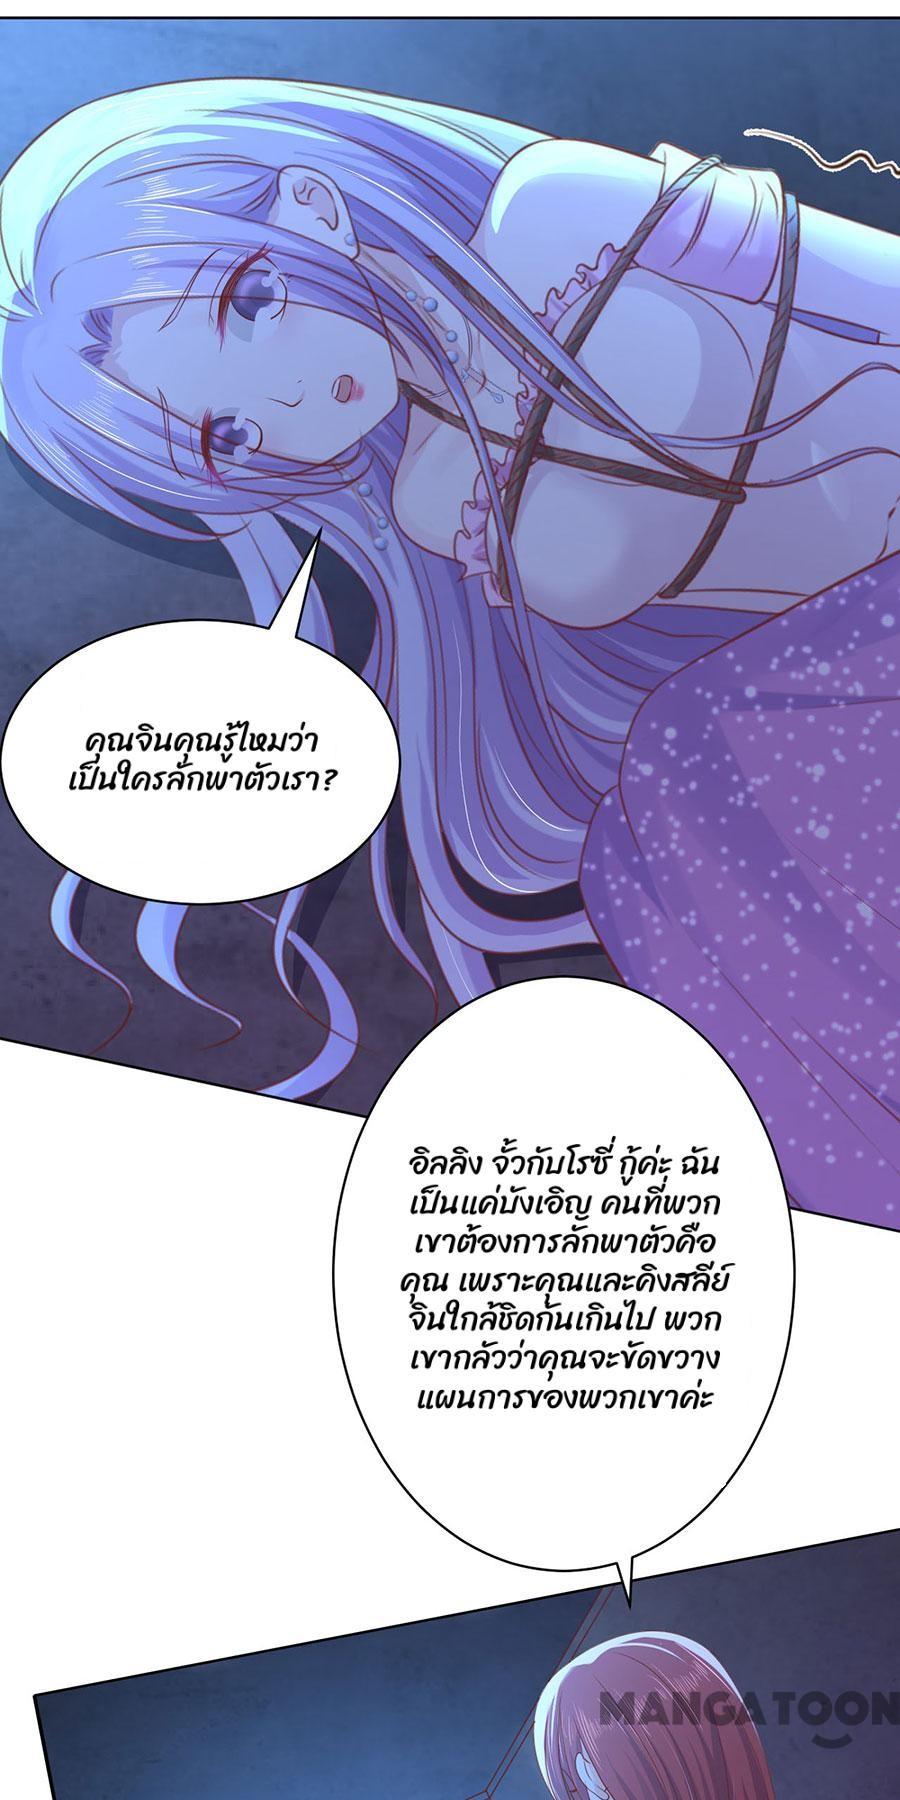 คุณจินคุณรู้ไหมว่า
เป็นใครลักพาตัวเรา?
อิลลิง จั้วกับโรซี่ กู้ค่ะ ฉัน
เป็นแค่บังเอิญ คนที่พวก
เขาต้องการลักพาตัวคือ
คุณ เพราะคุณและคิงสลีย์
จินใกล้ชิดกันเกินไป พวก
เขากลัวว่าคุณจะขัดขวาง
แผนการของพวกเขาค่ะ
MANGATOON